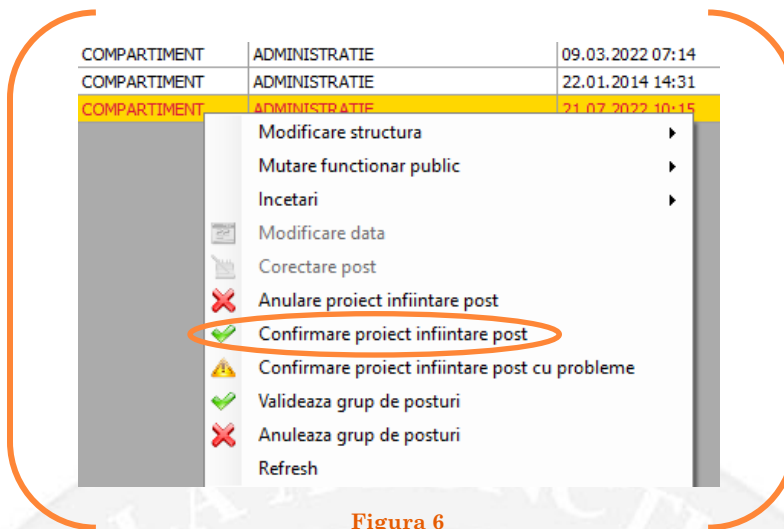 COMPARTIMENT ADMINISTRATIE 09.03.2022 07:14
COMPARTIMENT ADMINISTRATIE 22.01.2014 14:31
COMPARTIMENT ADMINISTRATIE 21.07.2022 10:15
Modificare structura
Mutare functionar public
Incetari
Modificare data
Corectare post
Anulare proiect infiintare post
Confirmare proiect infiintare post
Confirmare proiect infiintare post cu probleme
Valideaza grup de posturi
Anuleaza grup de posturi
Refresh
Figura 6